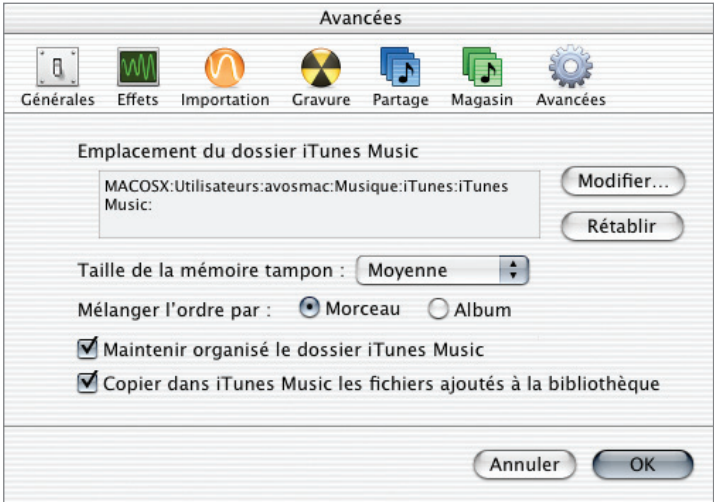 Avancées
Générales Effets Importation Gravure Partage Magasin Avancées
Emplacement du dossier iTunes Music
MACOSX:Utilisateurs:avosmac:Musique:iTunes:iTunes
Music:
Modifier...
Rétablir
Taille de la mémoire tampon : Moyenne
Mélanger l'ordre par : Morceau Album
Maintenir organisé le dossier iTunes Music
Copier dans iTunes Music les fichiers ajoutés à la bibliothèque
Annuler OK